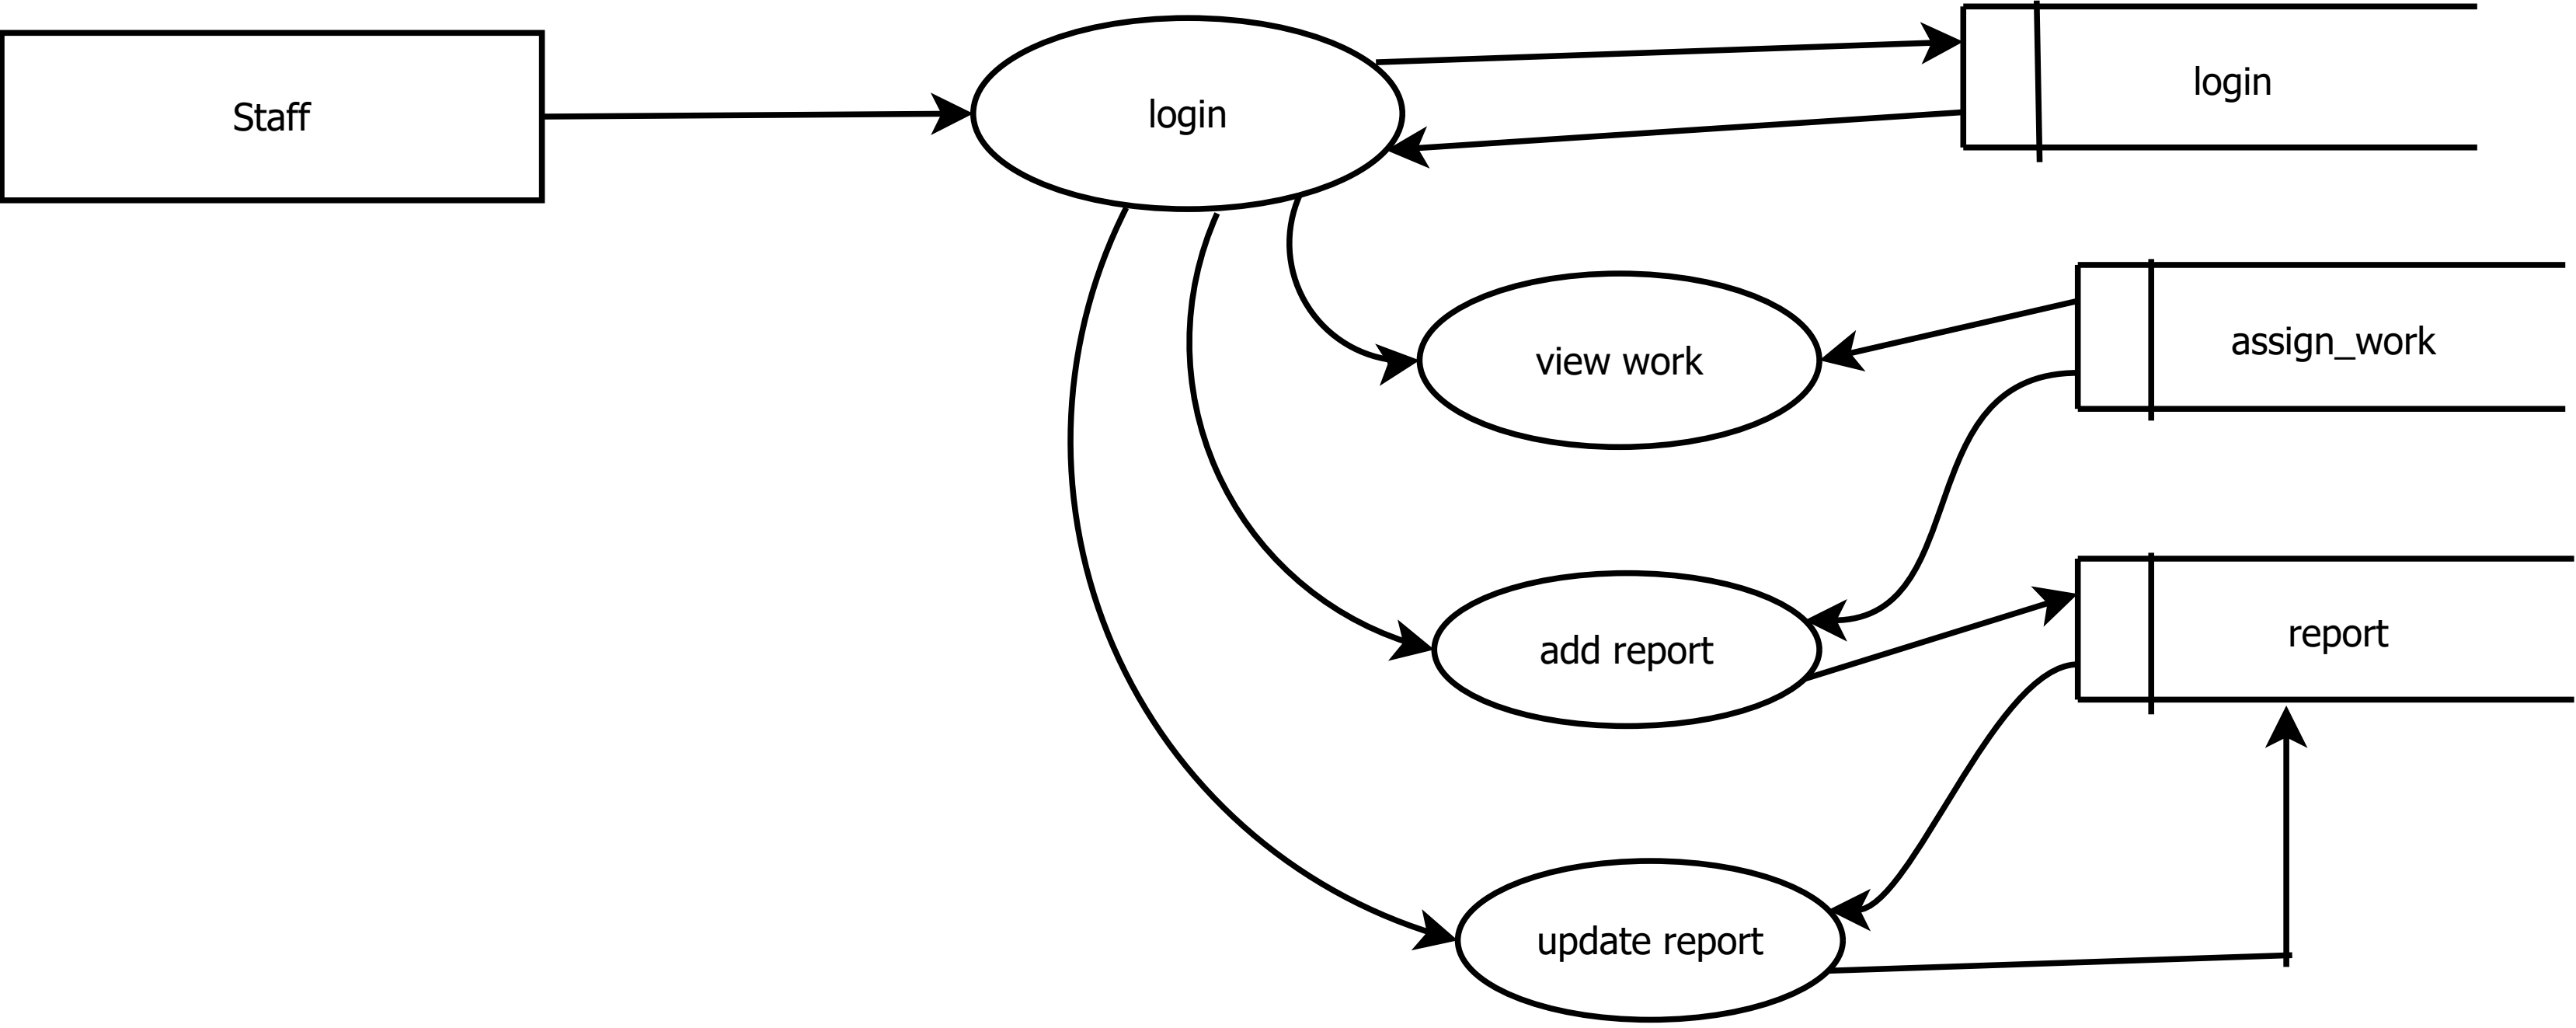 Staff
login
login
view work
assign_work
add report
report
update report